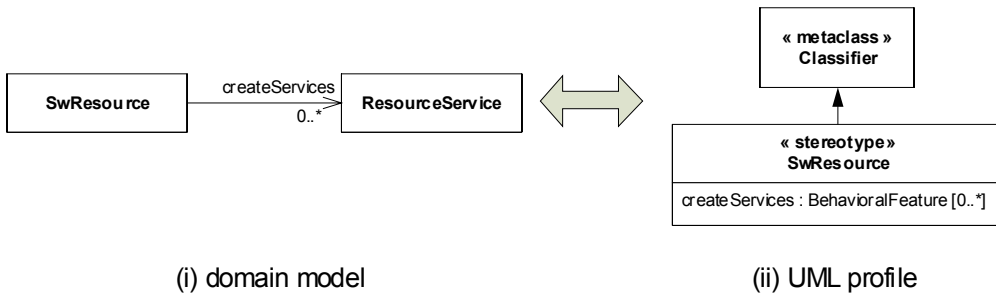 SwResource
createServices
0..*
ResourceService
« metaclass »
Classifier
« stereotype»
SwResource
createServices : BehavioralFeature [0..*]
(i) domain model
(ii) UML profile